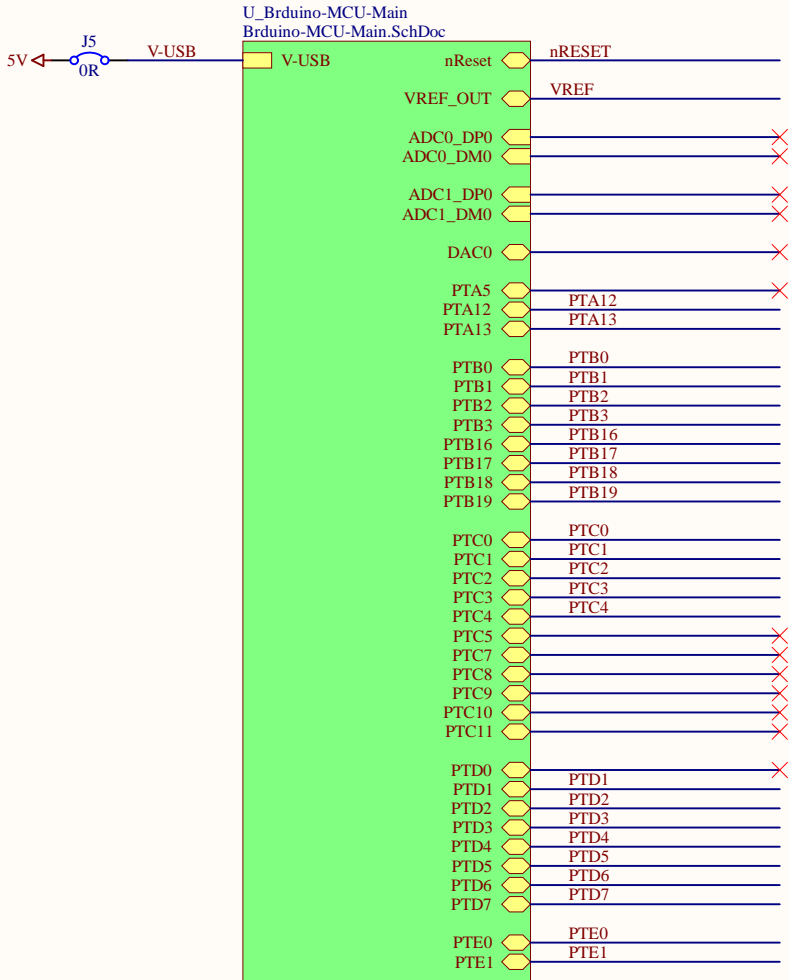 U_Brduino-MCU-Main
Brduino-MCU-Main.SchDoc
5V J5 0R V-USB V-USB nReset nRESET
VREF_OUT VREF
ADC0_DP0
ADC0_DM0
ADC1_DP0
ADC1_DM0
DAC0
PTA5
PTA12 PTA12
PTA13 PTA13
PTB0 PTB0
PTB1 PTB1
PTB2 PTB2
PTB3 PTB3
PTB16 PTB16
PTB17 PTB17
PTB18 PTB18
PTB19 PTB19
PTC0 PTC0
PTC1 PTC1
PTC2 PTC2
PTC3 PTC3
PTC4 PTC4
PTC5
PTC7
PTC8
PTC9
PTC10
PTC11
PTD0
PTD1 PTD1
PTD2 PTD2
PTD3 PTD3
PTD4 PTD4
PTD5 PTD5
PTD6 PTD6
PTD7 PTD7
PTE0 PTE0
PTE1 PTE1